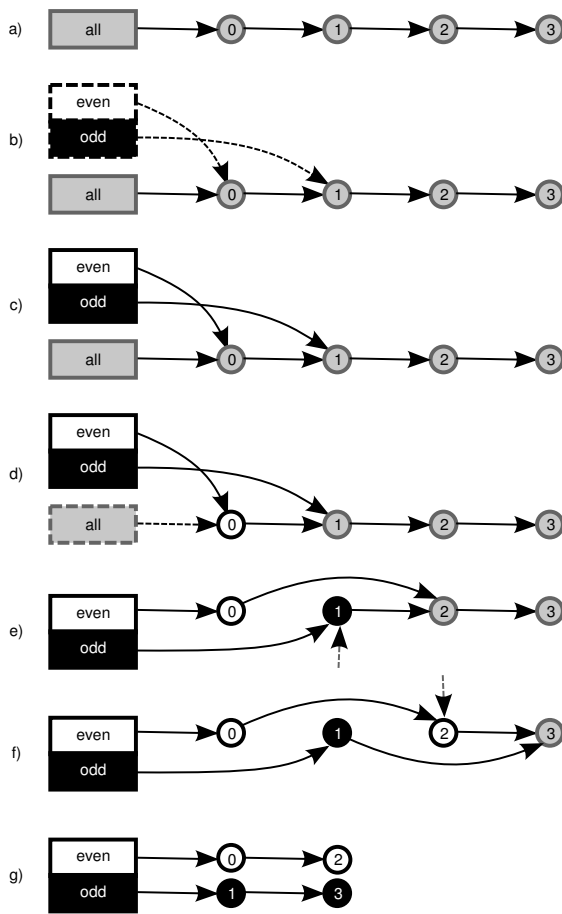 a) all 0 1 2 3
even
b) odd
all 0 1 2 3
even
c) odd
all 0 1 2 3
even
d) odd
all 0 1 2 3
e) even 0 1 2 3
odd
f) even 0 1 2 3
odd
g) even 0 2
odd 1 3